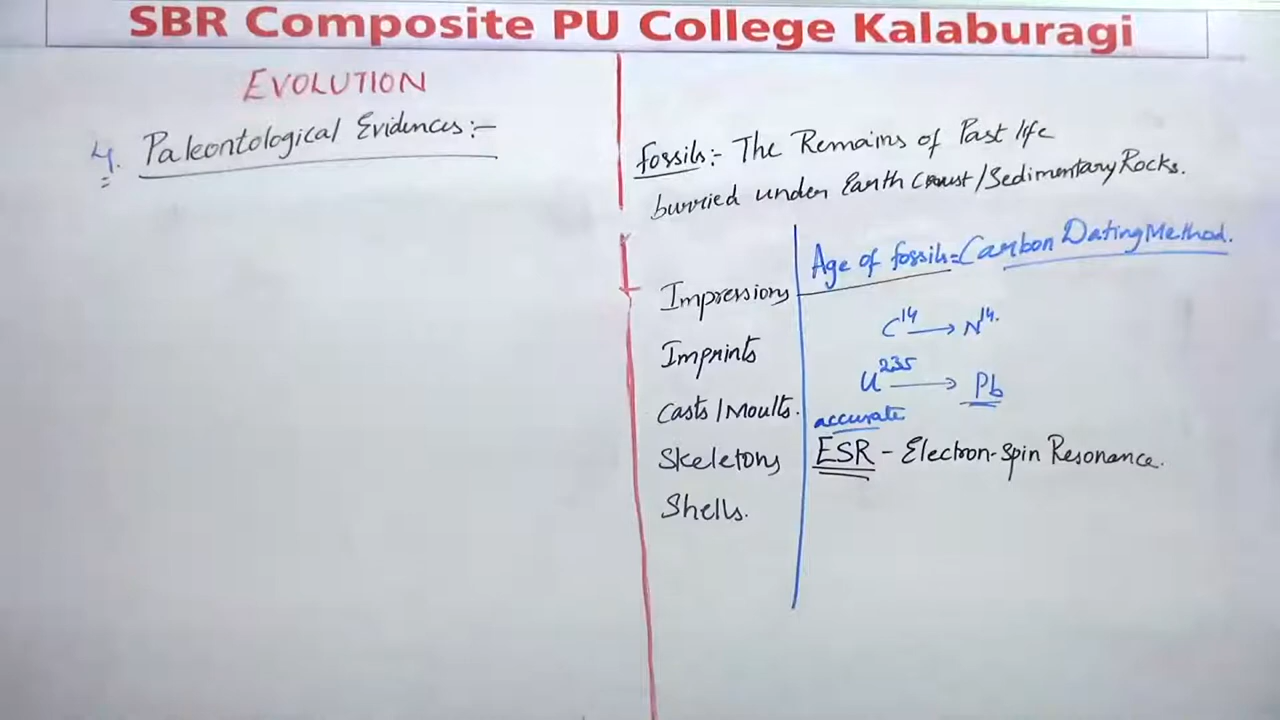 SBR Composite PU College Kalaburagi
EVOLUTION
4. Paleontological Evidences:-
fossils:- The Remains of Past life
burried under Earth Crust/Sedimentary Rocks.
Impressions
Imprints
Casts/Moults.
Skeletons
Shells.
Age of fossils=Carbon Dating Method.
C¹⁴ → N¹⁴.
U²³⁵ → Pb
accurate
ESR - Electron-Spin Resonance.